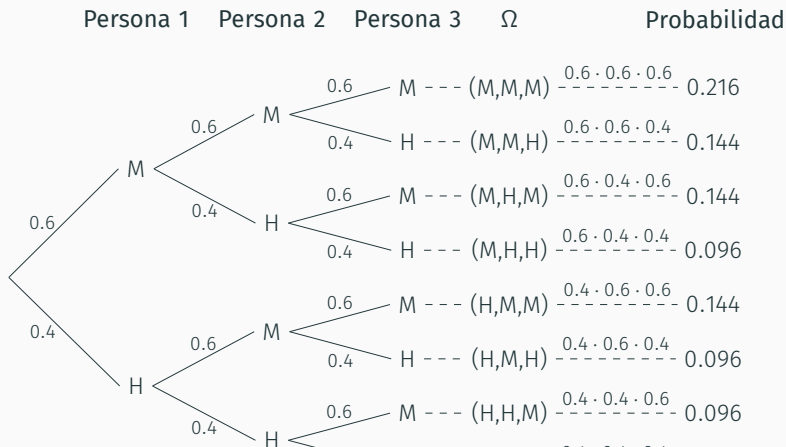 Persona 1 Persona 2 Persona 3 Ω Probabilidad
0.6 M --- (M,M,M) 0.6 · 0.6 · 0.6 0.216
0.6 M
0.4 H --- (M,M,H) 0.6 · 0.6 · 0.4 0.144
M
0.6 M --- (M,H,M) 0.6 · 0.4 · 0.6 0.144
0.4 H
0.6
0.4 H --- (M,H,H) 0.6 · 0.4 · 0.4 0.096
0.6 M --- (H,M,M) 0.4 · 0.6 · 0.6 0.144
0.4
0.6 M
0.4 H --- (H,M,H) 0.4 · 0.6 · 0.4 0.096
H
0.6 M --- (H,H,M) 0.4 · 0.4 · 0.6 0.096
0.4 H